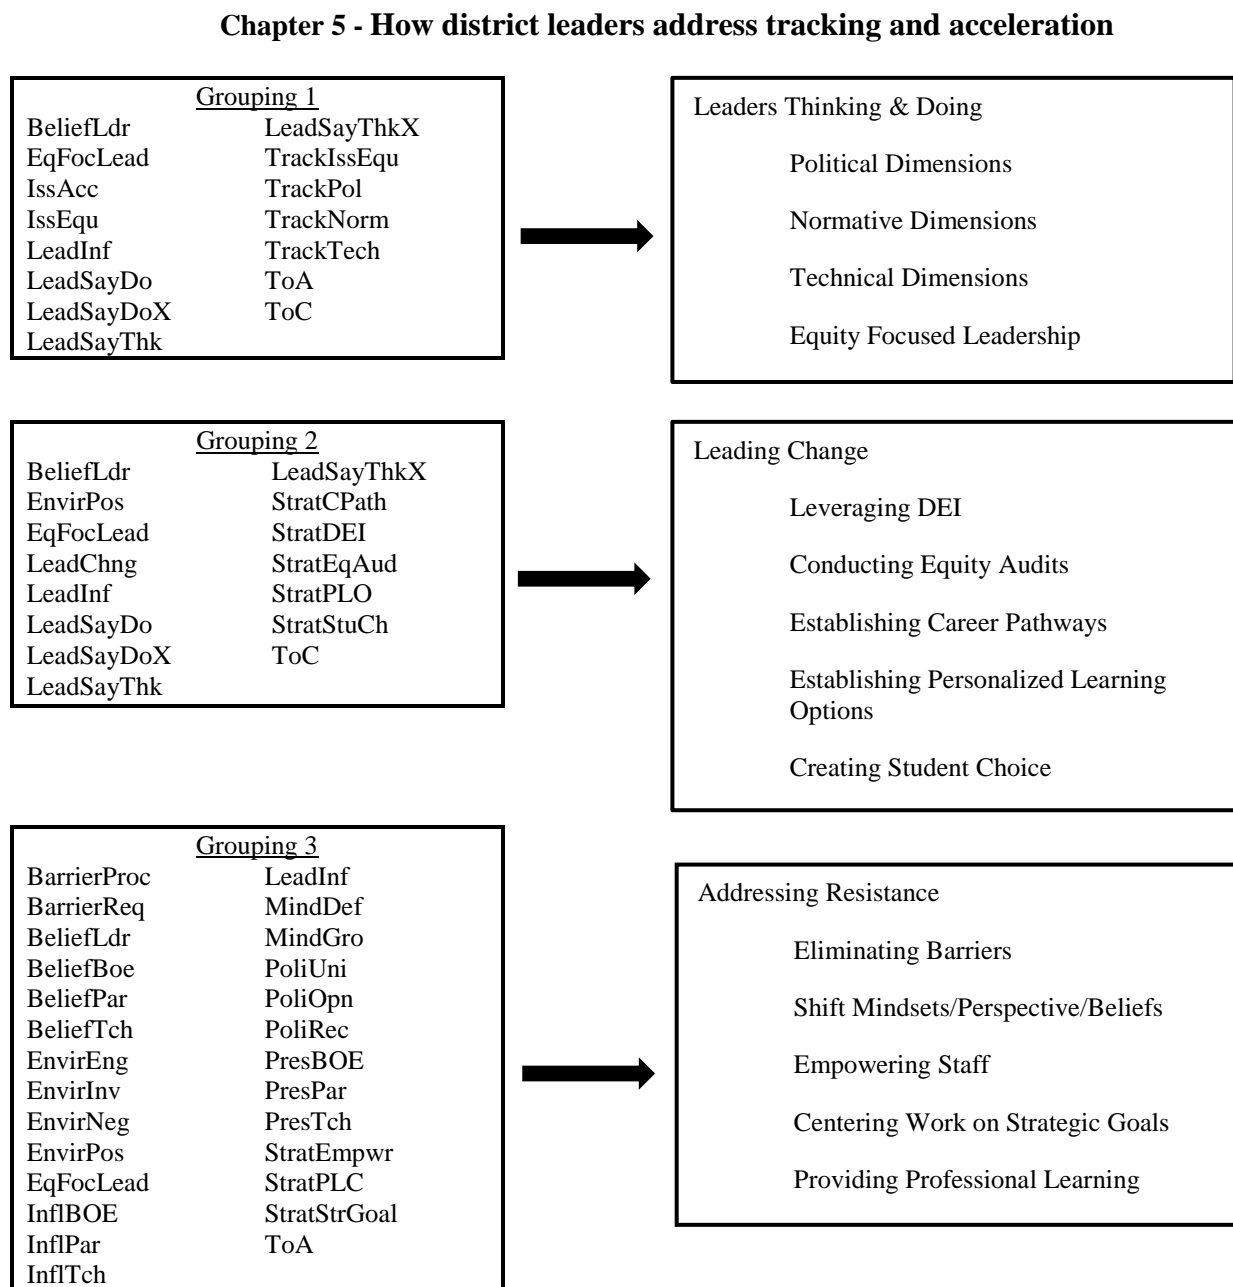 Chapter 5 - How district leaders address tracking and acceleration
Grouping 1
BeliefLdr LeadSayThkX
EqFocLead TrackIssEqu
IssAcc TrackPol
IssEqu TrackNorm
LeadInf TrackTech
LeadSayDo ToA
LeadSayDoX ToC
LeadSayThk
Leaders Thinking & Doing
Political Dimensions
Normative Dimensions
Technical Dimensions
Equity Focused Leadership
Grouping 2
BeliefLdr LeadSayThkX
EnvirPos StratCPath
EqFocLead StratDEI
LeadChng StratEqAud
LeadInf StratPLO
LeadSayDo StratStuCh
LeadSayDoX ToC
LeadSayThk
Leading Change
Leveraging DEI
Conducting Equity Audits
Establishing Career Pathways
Establishing Personalized Learning
Options
Creating Student Choice
Grouping 3
BarrierProc LeadInf
BarrierReq MindDef
BeliefLdr MindGro
BeliefBoe PoliUni
BeliefPar PoliOpn
BeliefTch PoliRec
EnvirEng PresBOE
EnvirInv PresPar
EnvirNeg PresTch
EnvirPos StratEmpwr
EqFocLead StratPLC
InflBOE StratStrGoal
InflPar ToA
InflTch
Addressing Resistance
Eliminating Barriers
Shift Mindsets/Perspective/Beliefs
Empowering Staff
Centering Work on Strategic Goals
Providing Professional Learning